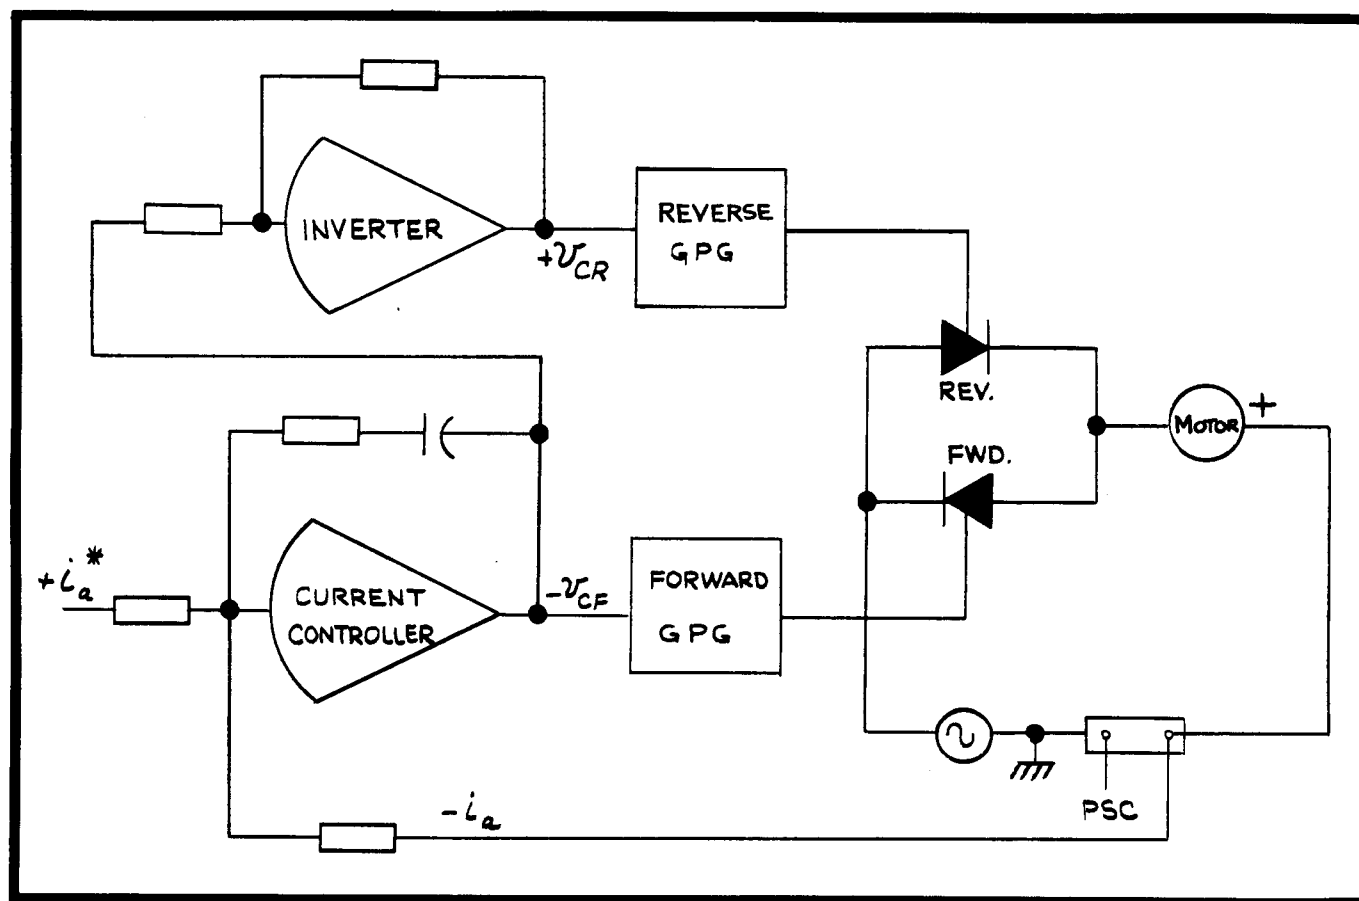 INVERTER
+v_CR
REVERSE
GPG
REV.
FWD.
MOTOR
+
+i_a*
CURRENT
CONTROLLER
-v_CF
FORWARD
GPG
-i_a
PSC